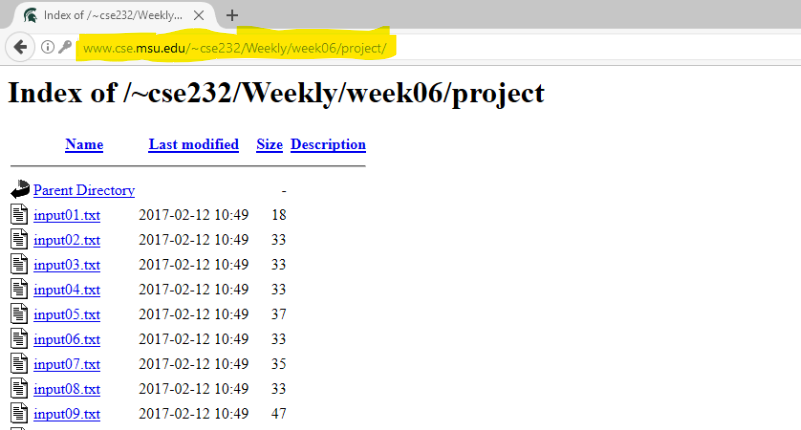 Index of /~cse232/Weekly...
www.cse.msu.edu/~cse232/Weekly/week06/project/
Index of /~cse232/Weekly/week06/project
Name Last modified Size Description
Parent Directory -
input01.txt 2017-02-12 10:49 18
input02.txt 2017-02-12 10:49 33
input03.txt 2017-02-12 10:49 33
input04.txt 2017-02-12 10:49 33
input05.txt 2017-02-12 10:49 37
input06.txt 2017-02-12 10:49 33
input07.txt 2017-02-12 10:49 35
input08.txt 2017-02-12 10:49 33
input09.txt 2017-02-12 10:49 47